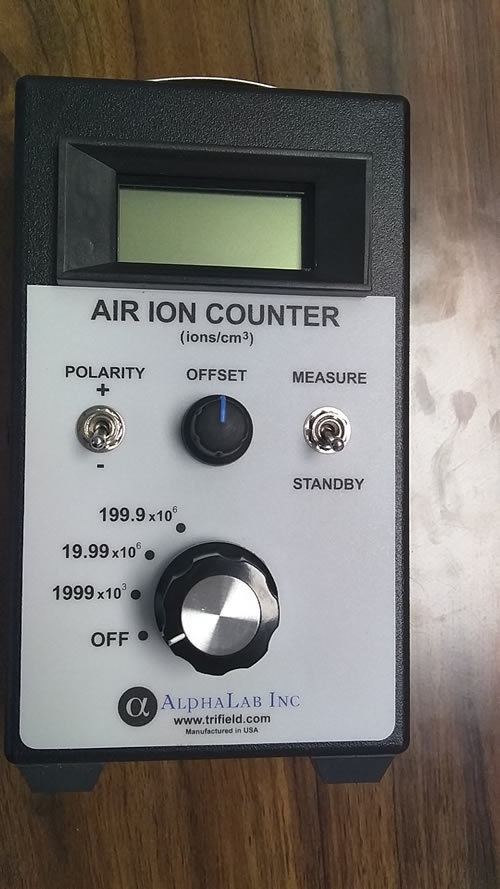 AIR ION COUNTER
(ions/cm³)
POLARITY
+
-
OFFSET
MEASURE
STANDBY
199.9 x10⁶
19.99 x10⁶
1999 x10³
OFF
α ALPHALAB INC
www.trifield.com
Manufactured in USA